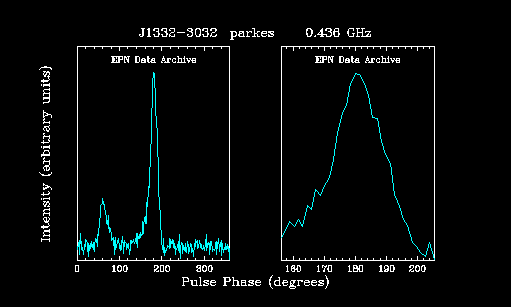 J1332-3032 parkes 0.436 GHz
EPN Data Archive
EPN Data Archive
Intensity (arbitrary units)
0 100 200 300
160 170 180 190 200
Pulse Phase (degrees)